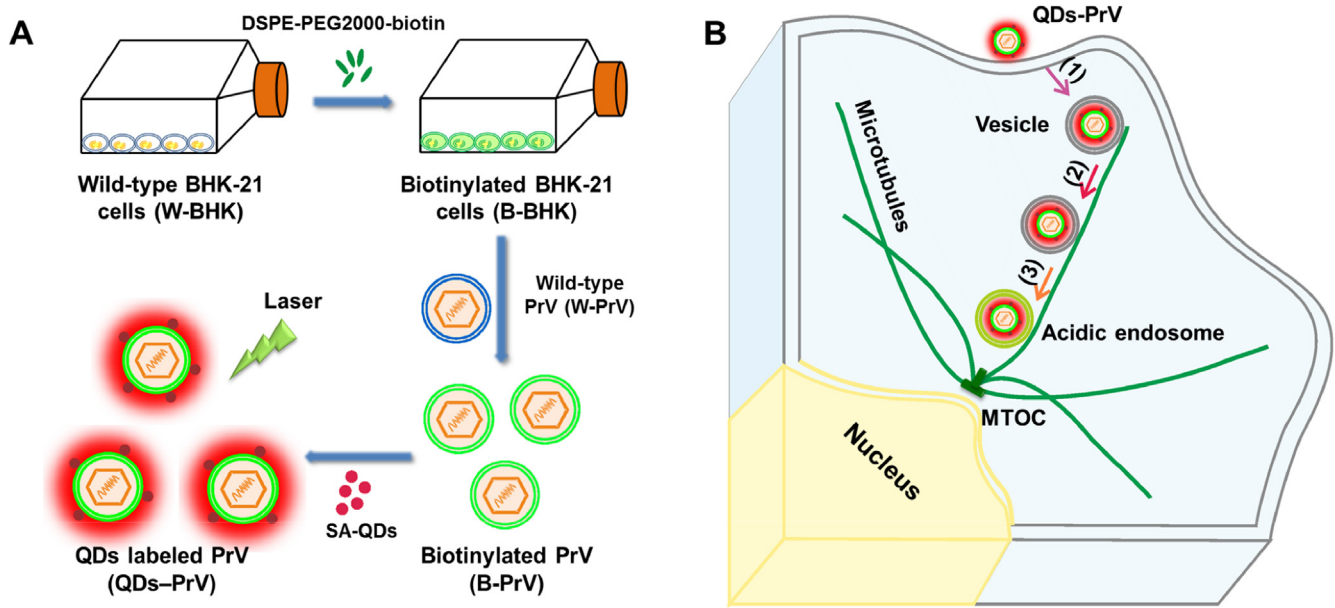 A
DSPE-PEG2000-biotin
Wild-type BHK-21
cells (W-BHK)
Biotinylated BHK-21
cells (B-BHK)
Wild-type
PrV (W-PrV)
Laser
SA-QDs
QDs labeled PrV
(QDs–PrV)
Biotinylated PrV
(B-PrV)
B
QDs-PrV
(1)
Vesicle
(2)
Microtubules
(3)
Acidic endosome
MTOC
Nucleus